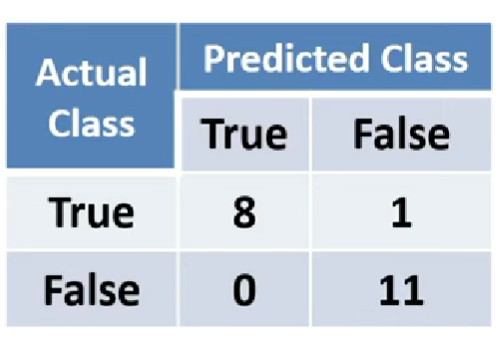 Actual Class
Predicted Class
True False
True 8 1
False 0 11